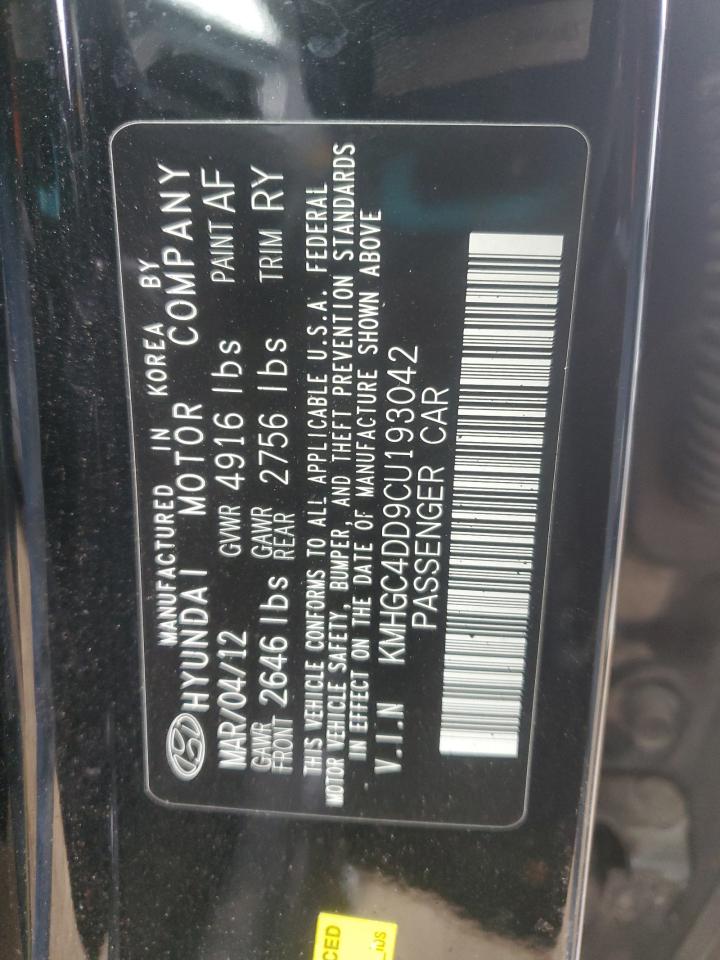 MANUFACTURED IN KOREA BY
HYUNDAI MOTOR COMPANY
MAR/04/12 GVWR 4916 lbs PAINT AF
GAWR FRONT 2646 lbs GAWR REAR 2756 lbs TRIM RY
THIS VEHICLE CONFORMS TO ALL APPLICABLE U.S.A. FEDERAL
MOTOR VEHICLE SAFETY, BUMPER, AND THEFT PREVENTION STANDARDS
IN EFFECT ON THE DATE OF MANUFACTURE SHOWN ABOVE
V.I.N KMHGC4DD9CU193042
PASSENGER CAR
CED